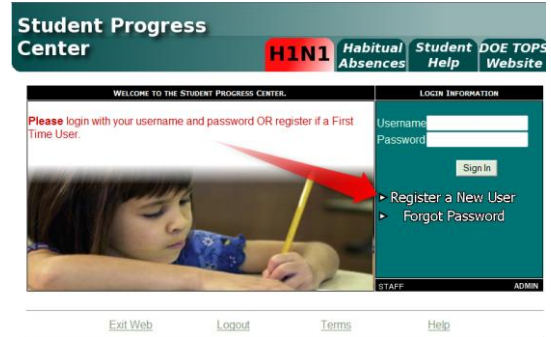 Student Progress
Center
H1N1
Habitual
Absences
Student
Help
DOE TOPS
Website
WELCOME TO THE STUDENT PROGRESS CENTER.
Please login with your username and password OR register if a First
Time User.
LOGIN INFORMATION
Username
Password
Sign In
Register a New User
Forgot Password
STAFF
ADMIN
Exit Web
Logout
Terms
Help